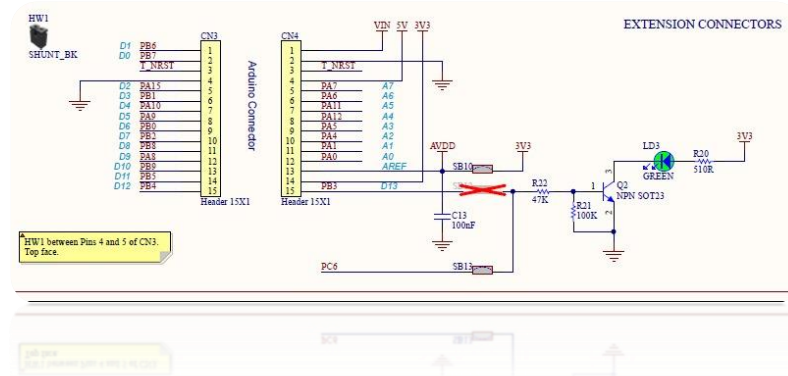 HW1
SHUNT_BK
EXTENSION CONNECTORS
CN3
D1 PB6 1
D0 PB7 2
T_NRST 3
4
D2 PA15 5
D3 PB1 6
D4 PA10 7
D5 PA9 8
D6 PB0 9
D7 PB2 10
D8 PB8 11
D9 PA8 12
D10 PB9 13
D11 PB5 14
D12 PB4 15
Header 15X1
Arduino Connector
VIN 5V 3V3
CN4
1
2
3 T_NRST
4
5 PA7 A7
6 PA6 A6
7 PA11 A5
8 PA12 A4
9 PA5 A3
10 PA4 A2
11 PA1 A1
12 PA0 A0
13 AREF
14
15 PB3 D13
Header 15X1
AVDD
SB10
3V3
C13
100nF
PC6
SB13
R22
47K
R21
100K
1
3
2
Q2
NPN SOT23
LD3
GREEN
R20
510R
3V3
HW1 between Pins 4 and 5 of CN3.
Top face.